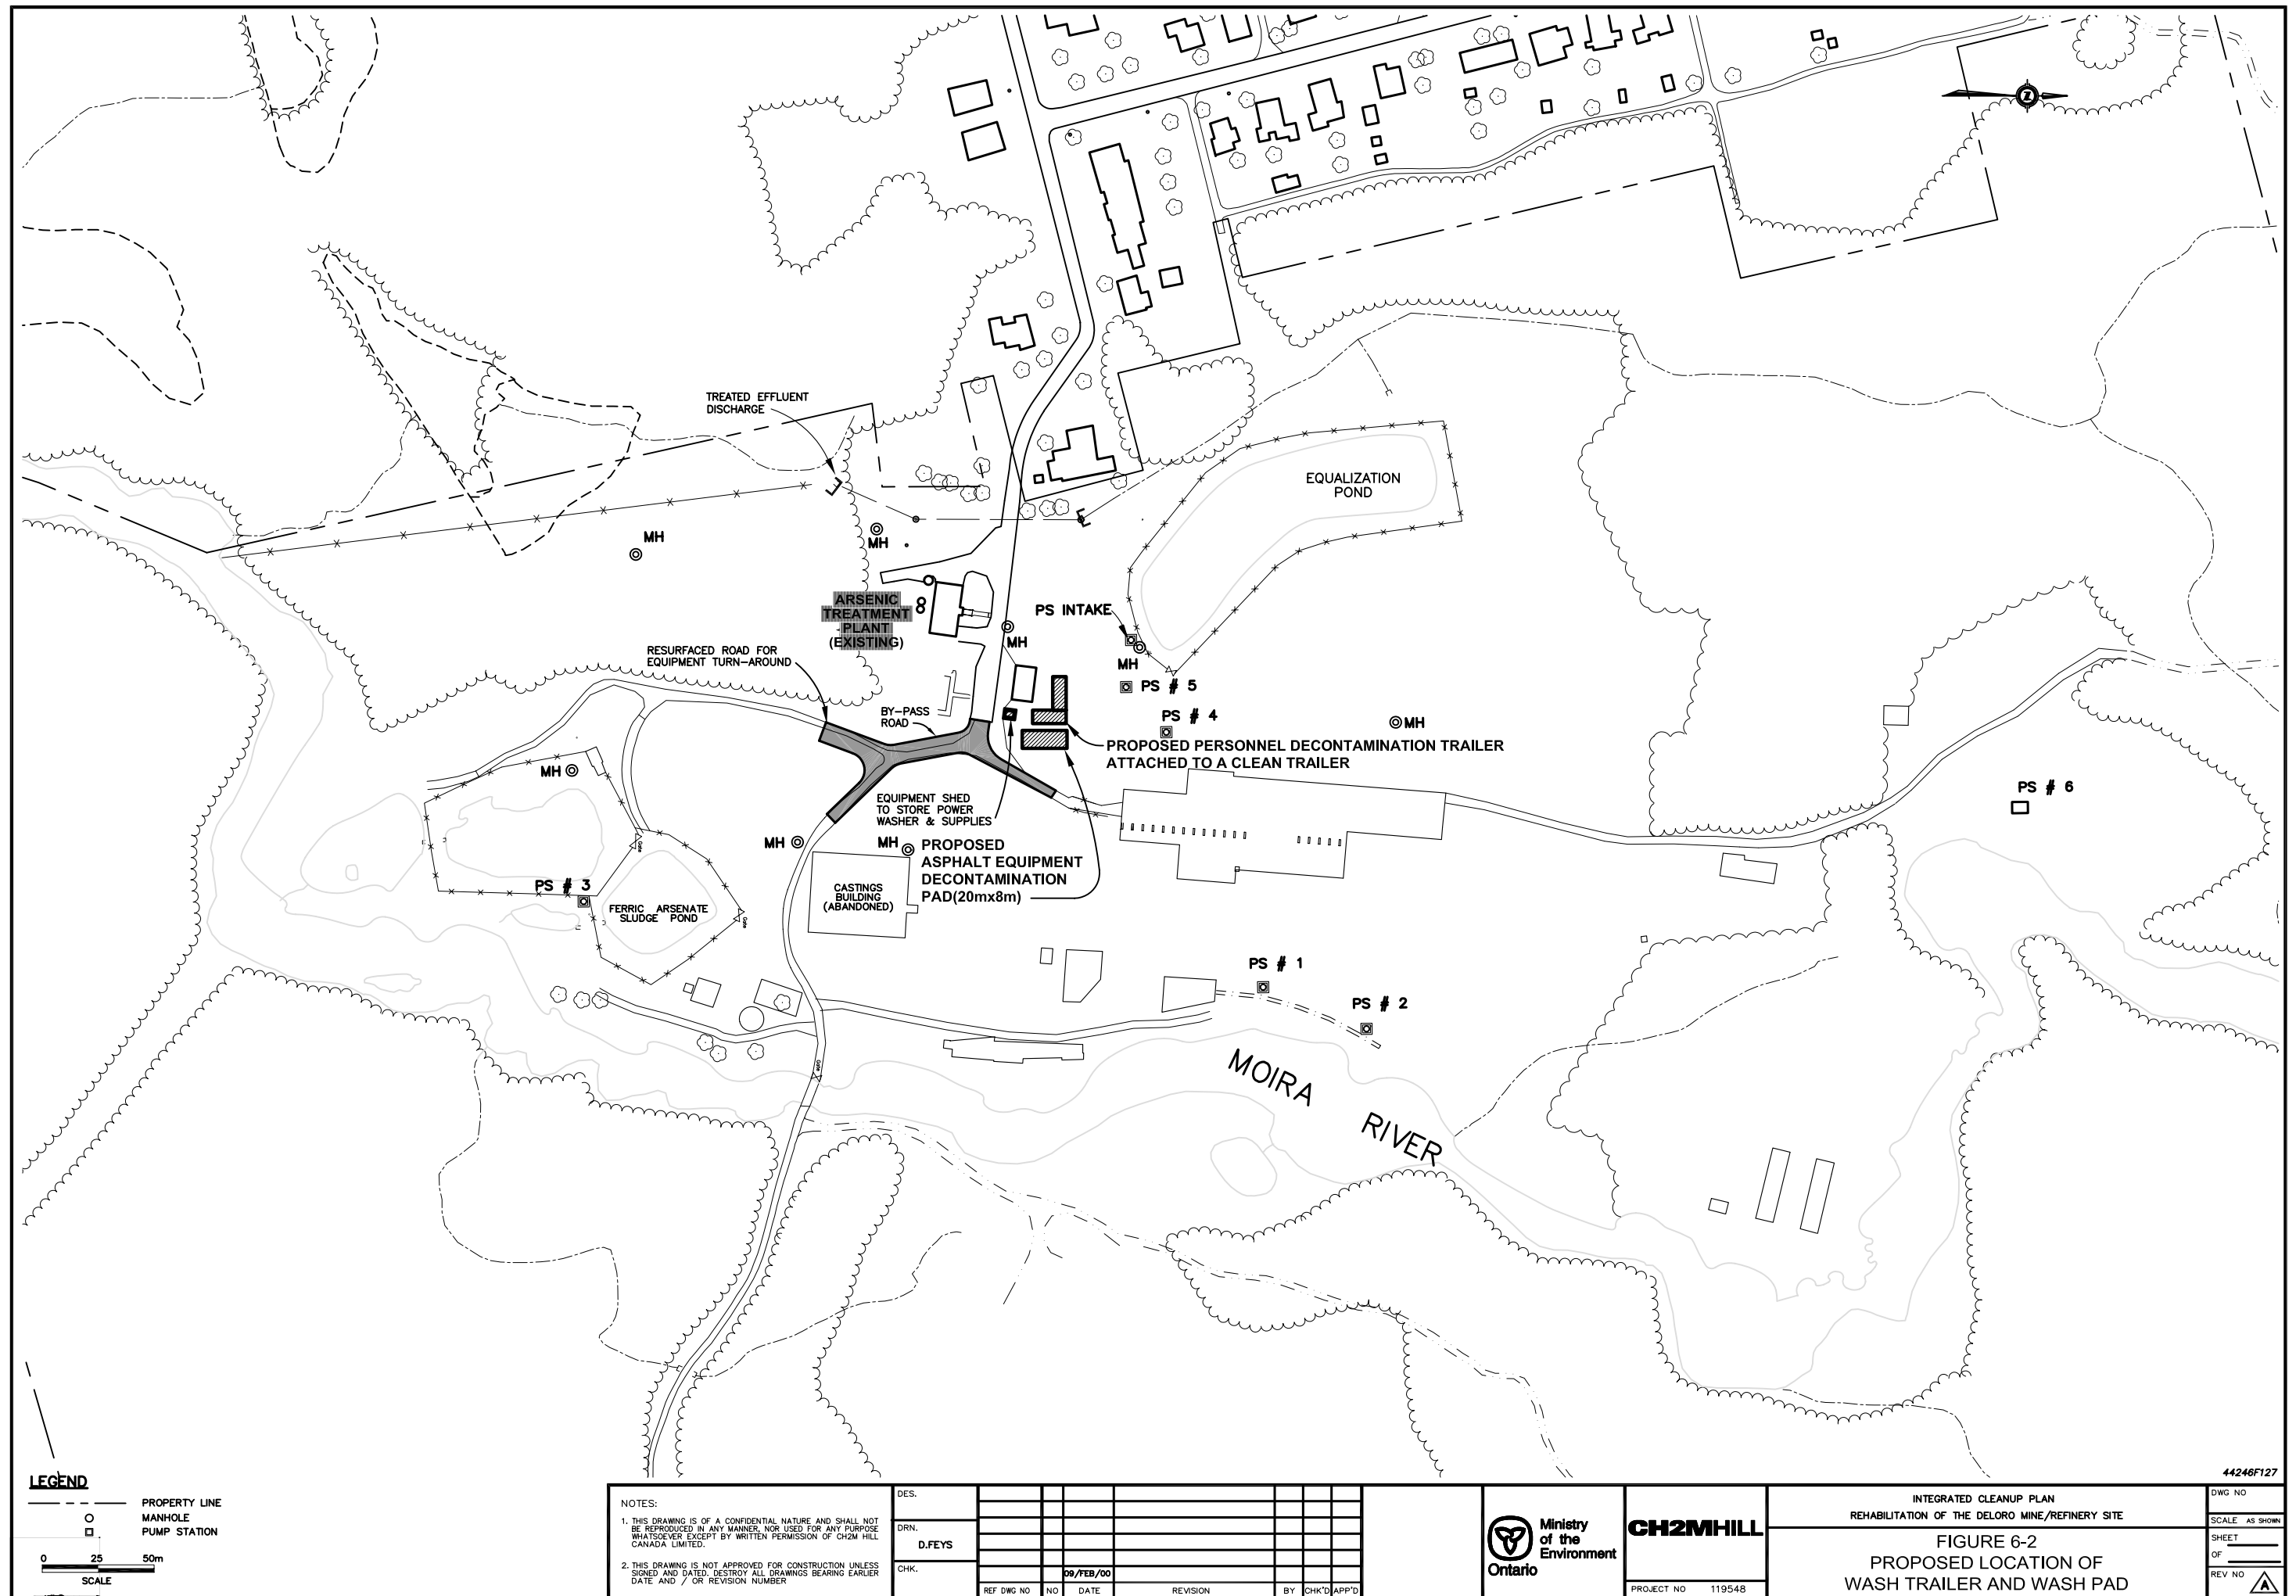 Z
TREATED EFFLUENT
DISCHARGE
EQUALIZATION
POND
MH
MH
ARSENIC
TREATMENT
PLANT
(EXISTING)
PS INTAKE
MH
MH
RESURFACED ROAD FOR
EQUIPMENT TURN-AROUND
PS # 5
BY-PASS
ROAD
PS # 4
MH
PROPOSED PERSONNEL DECONTAMINATION TRAILER
ATTACHED TO A CLEAN TRAILER
MH
PS # 6
EQUIPMENT SHED
TO STORE POWER
WASHER & SUPPLIES
MH
MH
PROPOSED
ASPHALT EQUIPMENT
DECONTAMINATION
PAD(20mx8m)
Gate
PS # 3
CASTINGS
BUILDING
(ABANDONED)
FERRIC ARSENATE
SLUDGE POND
Gate
PS # 1
PS # 2
Gate
MOIRA
RIVER
44246F127
LEGEND
PROPERTY LINE
MANHOLE
PUMP STATION
0 25 50m
SCALE
NOTES:
1. THIS DRAWING IS OF A CONFIDENTIAL NATURE AND SHALL NOT
BE REPRODUCED IN ANY MANNER, NOR USED FOR ANY PURPOSE
WHATSOEVER EXCEPT BY WRITTEN PERMISSION OF CH2M HILL
CANADA LIMITED.
2. THIS DRAWING IS NOT APPROVED FOR CONSTRUCTION UNLESS
SIGNED AND DATED. DESTROY ALL DRAWINGS BEARING EARLIER
DATE AND / OR REVISION NUMBER
DES.
DRN.
D.FEYS
CHK.
09/FEB/00
REF DWG NO NO DATE REVISION BY CHK'D APP'D
Ontario
Ministry
of the
Environment
CH2MHILL
PROJECT NO 119548
INTEGRATED CLEANUP PLAN
REHABILITATION OF THE DELORO MINE/REFINERY SITE
FIGURE 6-2
PROPOSED LOCATION OF
WASH TRAILER AND WASH PAD
DWG NO
SCALE AS SHOWN
SHEET
OF
REV NO A